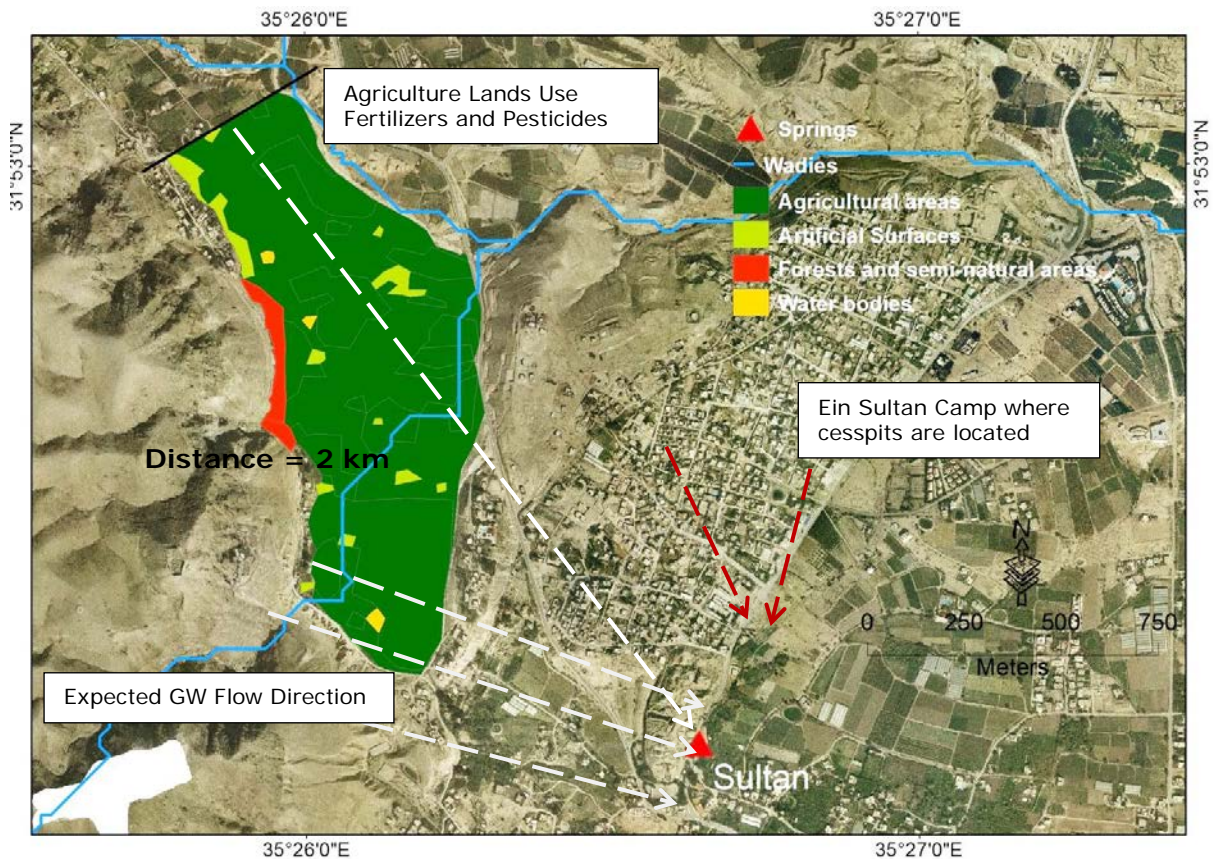 35°26'0"E
35°27'0"E
31°53'0"N
31°53'0"N
Agriculture Lands Use
Fertilizers and Pesticides
Springs
Wadies
Agricultural areas
Artificial Surfaces
Forests and semi-natural areas
Water bodies
Ein Sultan Camp where
cesspits are located
Distance = 2 km
N
0 250 500 750
Meters
Expected GW Flow Direction
Sultan
35°26'0"E
35°27'0"E